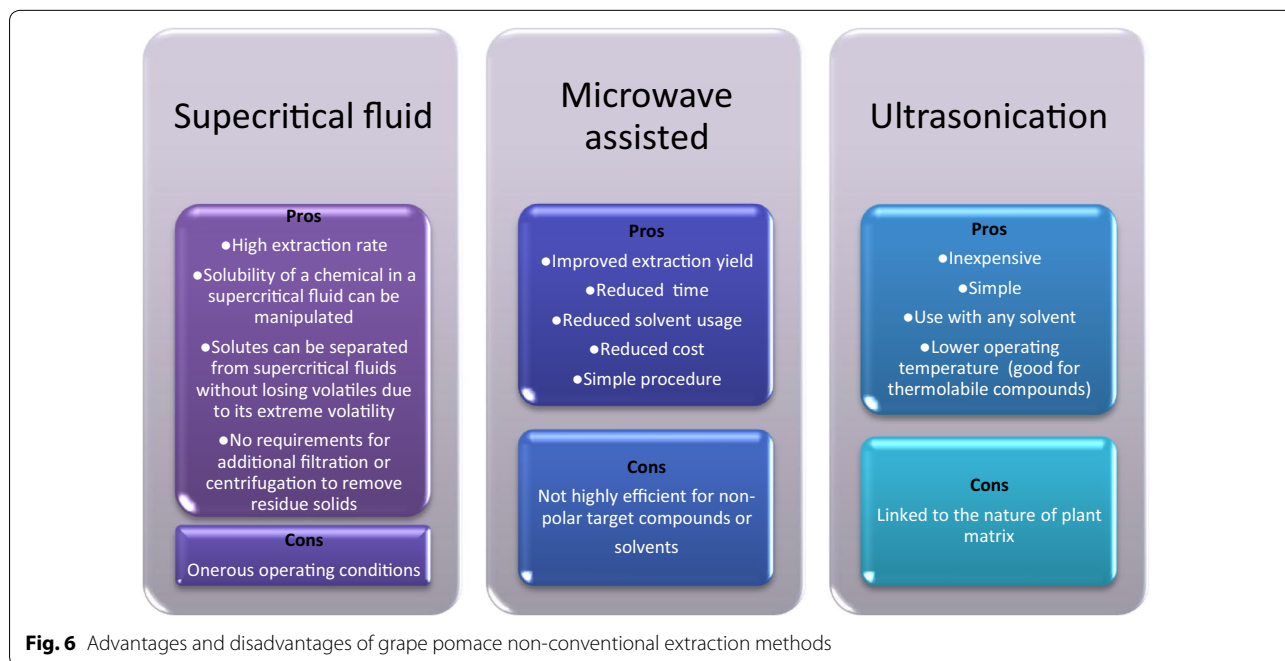 Supecritical fluid
Pros
●High extraction rate
●Solubility of a chemical in a
supercritical fluid can be
manipulated
●Solutes can be separated
from supercritical fluids
without losing volatiles due
to its extreme volatility
●No requirements for
additional filtration or
centrifugation to remove
residue solids
Cons
Onerous operating conditions
Microwave
assisted
Pros
●Improved extraction yield
●Reduced time
●Reduced solvent usage
●Reduced cost
●Simple procedure
Cons
Not highly efficient for non-
polar target compounds or
solvents
Ultrasonication
Pros
●Inexpensive
●Simple
●Use with any solvent
●Lower operating
temperature (good for
thermolabile compounds)
Cons
Linked to the nature of plant
matrix
Fig. 6 Advantages and disadvantages of grape pomace non-conventional extraction methods